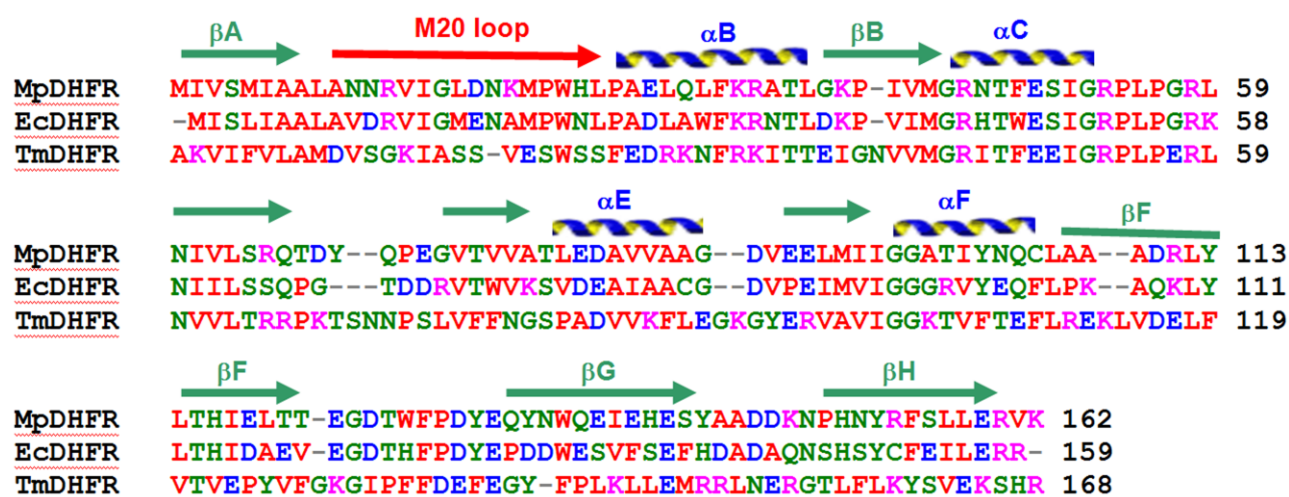 βA M20 loop αB βB αC
MpDHFR MIVSMIAALANNRVIGLDNKMPWHLPAELQLFKRATLGKP-IVMGRNTFESIGRPLPGRL 59
EcDHFR -MISLIAALAVDRVIGMENAMPWNLPADLAWFKRNTLDKP-VIMGRHTWESIGRPLPGRK 58
TmDHFR AKVIFVLAMDVSGKIASS-VESWSSFEDRKNFRKITTEIGNVVMGRITFEEIGRPLPERL 59
αE αF βF
MpDHFR NIVLSRQTDY--QPEGVTVVATLEDAVVAAG--DVEELMIIGGATIYNQCLAA--ADRLY 113
EcDHFR NIILSSQPG---TDDRVTWVKSVDEAIAACG--DVPEIMVIGGGRVYEQFLPK--AQKLY 111
TmDHFR NVVLTRRPKTSNNPSLVFFNGSPADVVKFLEGKGYERVAVIGGKTVFTEFLREKLVDELF 119
βF βG βH
MpDHFR LTHIELTT-EGDTWFPDYEQYNWQEIEHESYAADDKNPHNYRFSLLERVK 162
EcDHFR LTHIDAEV-EGDTHFPDYEPDDWESVFSEFHDADAQNSHSYCFEILERR- 159
TmDHFR VTVEPYVFGKGIPFFDEFEGY-FPLKLLEMRRLNERGTLFLKYSVEKSHR 168